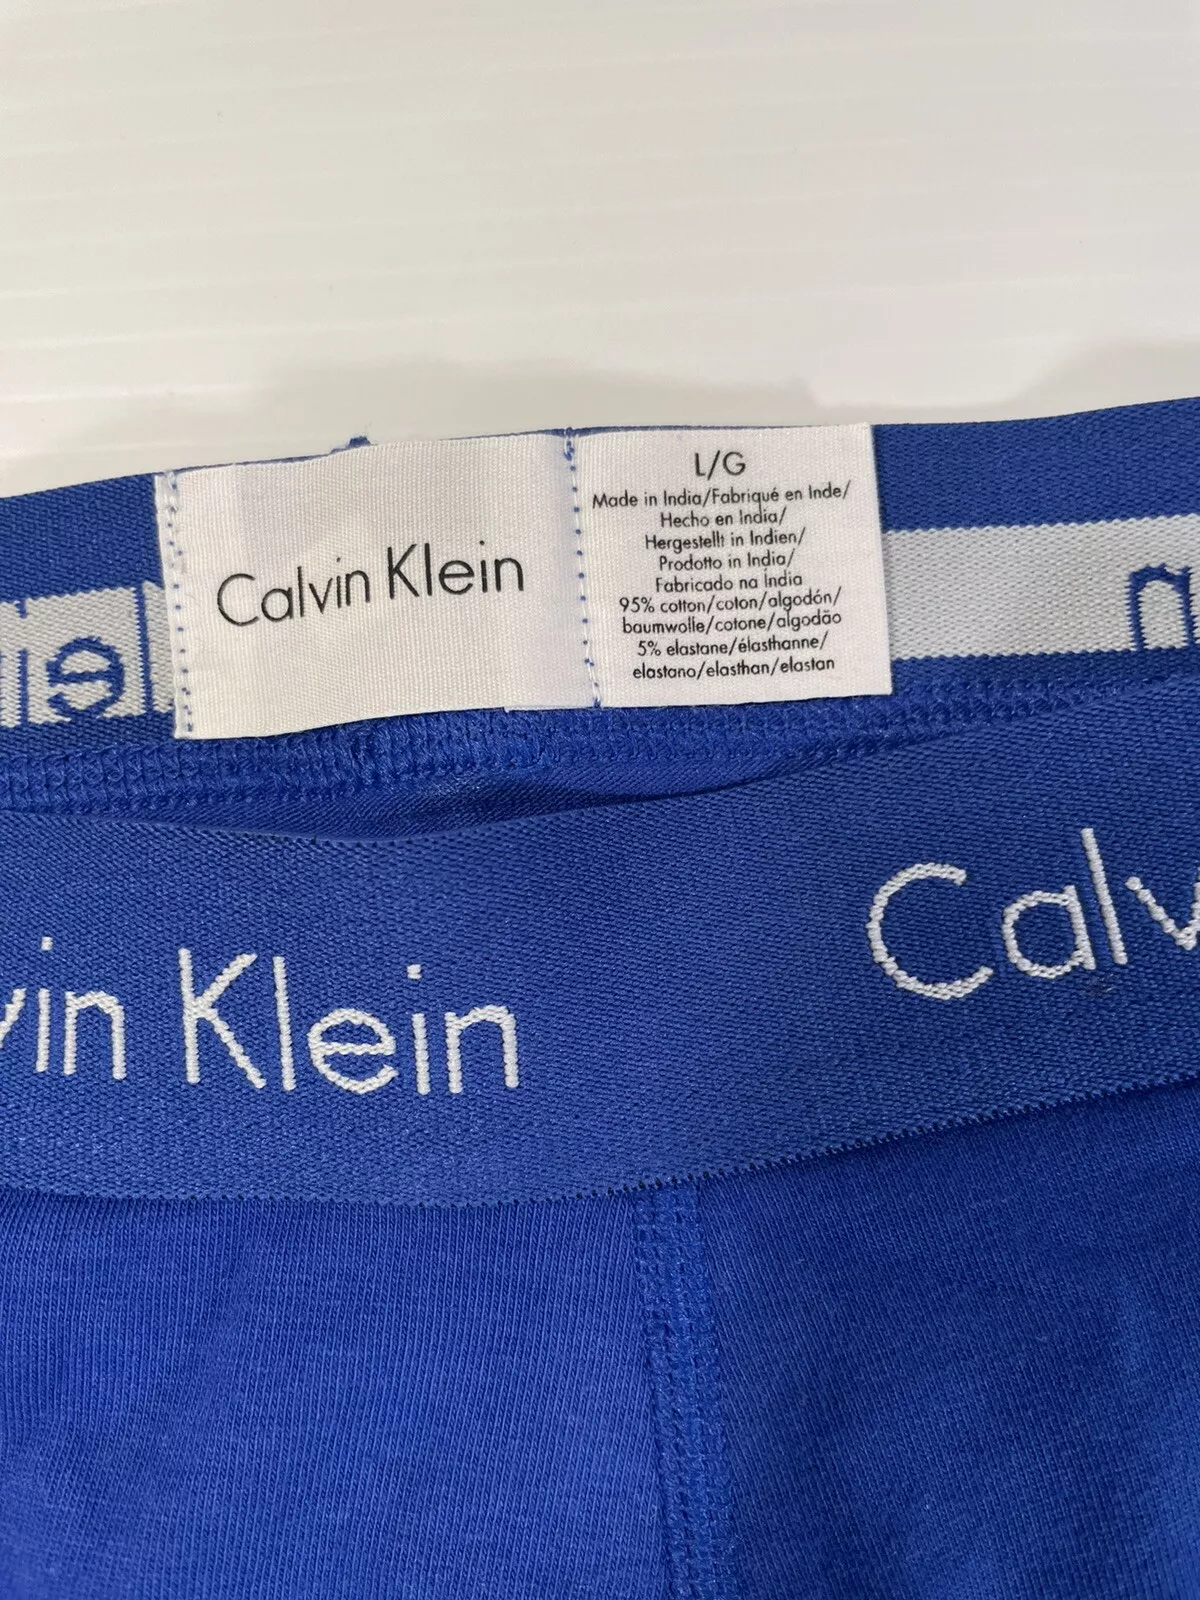 Calvin Klein
L/G
Made in India/Fabriqué en Inde/
Hecho en India/
Hergestellt in Indien/
Prodotto in India/
Fabricado na Índia
95% cotton/coton/algodón/
baumwolle/cotone/algodão
5% elastane/élasthanne/
elastano/elasthan/elastan
vin Klein
Calv